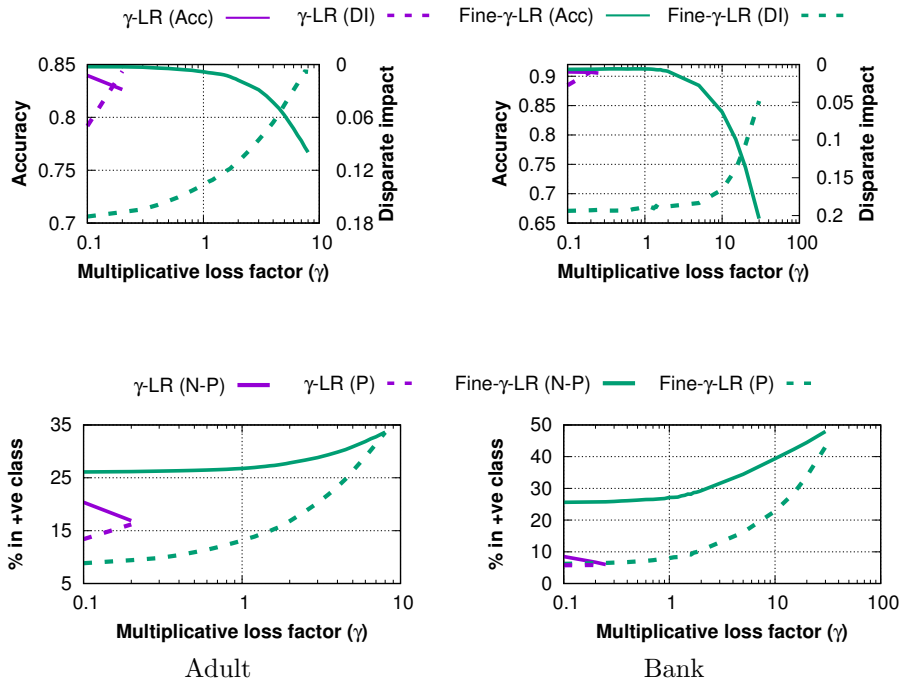 γ-LR (Acc) γ-LR (DI) Fine-γ-LR (Acc) Fine-γ-LR (DI)
Accuracy
0.85
0.8
0.75
0.7
0
0.06
0.12
0.18
Disparate impact
0.1 1 10
Multiplicative loss factor (γ)
Accuracy
0.9
0.85
0.8
0.75
0.7
0.65
0
0.05
0.1
0.15
0.2
Disparate impact
0.1 1 10 100
Multiplicative loss factor (γ)
γ-LR (N-P) γ-LR (P) Fine-γ-LR (N-P) Fine-γ-LR (P)
% in +ve class
35
25
15
5
0.1 1 10
Multiplicative loss factor (γ)
Adult
% in +ve class
50
40
30
20
10
0
0.1 1 10 100
Multiplicative loss factor (γ)
Bank